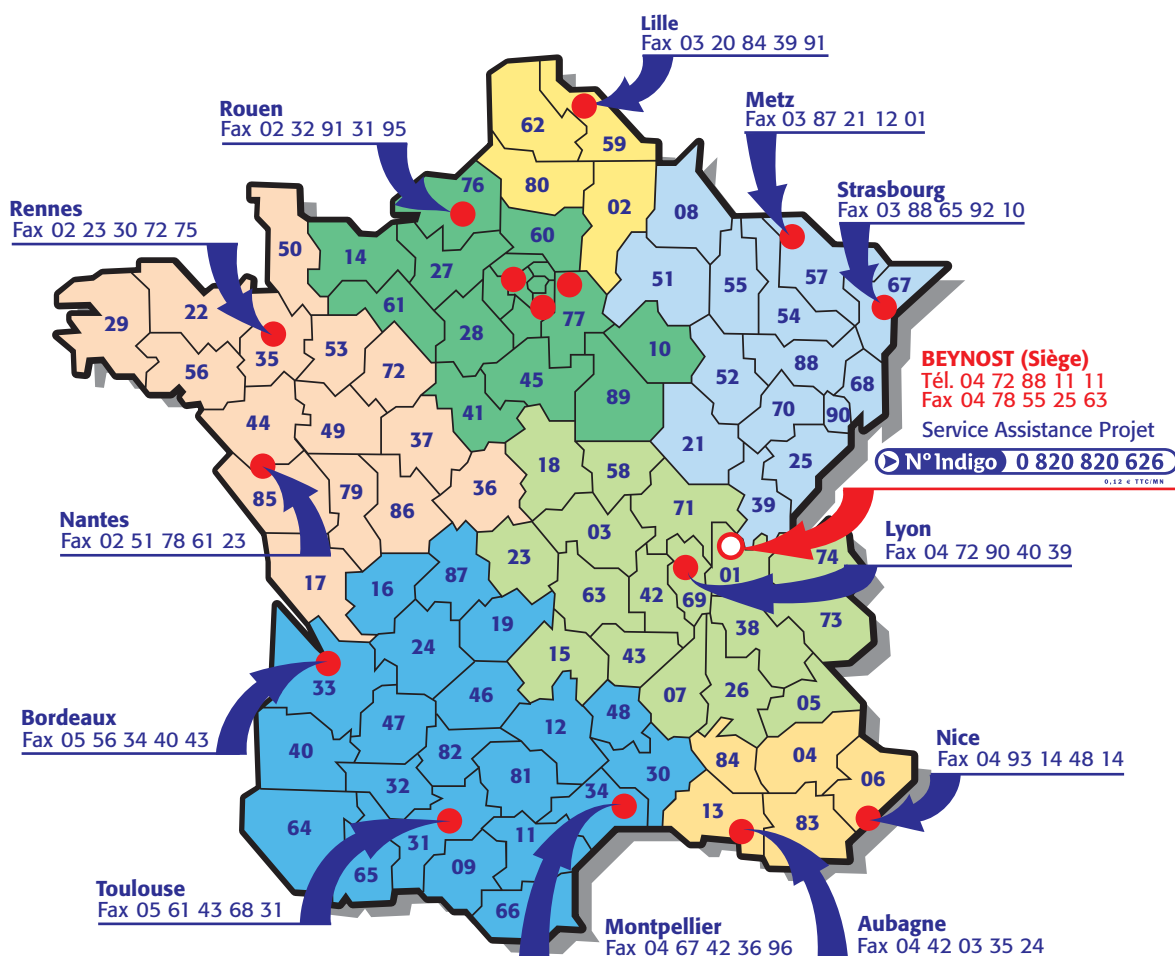 Lille
Fax 03 20 84 39 91
Rouen
Fax 02 32 91 31 95
Metz
Fax 03 87 21 12 01
Strasbourg
Fax 03 88 65 92 10
Rennes
Fax 02 23 30 72 75
62
59
76
80
02
08
50
60
14
27
51
55
57
67
29
22
61
28
77
54
35
53
10
56
72
45
52
88
68
41
89
70
90
44
49
37
21
25
18
58
85
79
86
36
71
39
03
74
17
16
87
23
01
63
42
69
73
24
19
38
15
43
33
46
07
26
05
47
48
40
12
82
84
04
06
32
81
30
34
13
83
64
31
11
65
09
66
BEYNOST (Siège)
Tél. 04 72 88 11 11
Fax 04 78 55 25 63
Service Assistance Projet
N° Indigo 0 820 820 626
0,12 € TTC/MN
Nantes
Fax 02 51 78 61 23
Lyon
Fax 04 72 90 40 39
Bordeaux
Fax 05 56 34 40 43
Nice
Fax 04 93 14 48 14
Toulouse
Fax 05 61 43 68 31
Montpellier
Fax 04 67 42 36 96
Aubagne
Fax 04 42 03 35 24